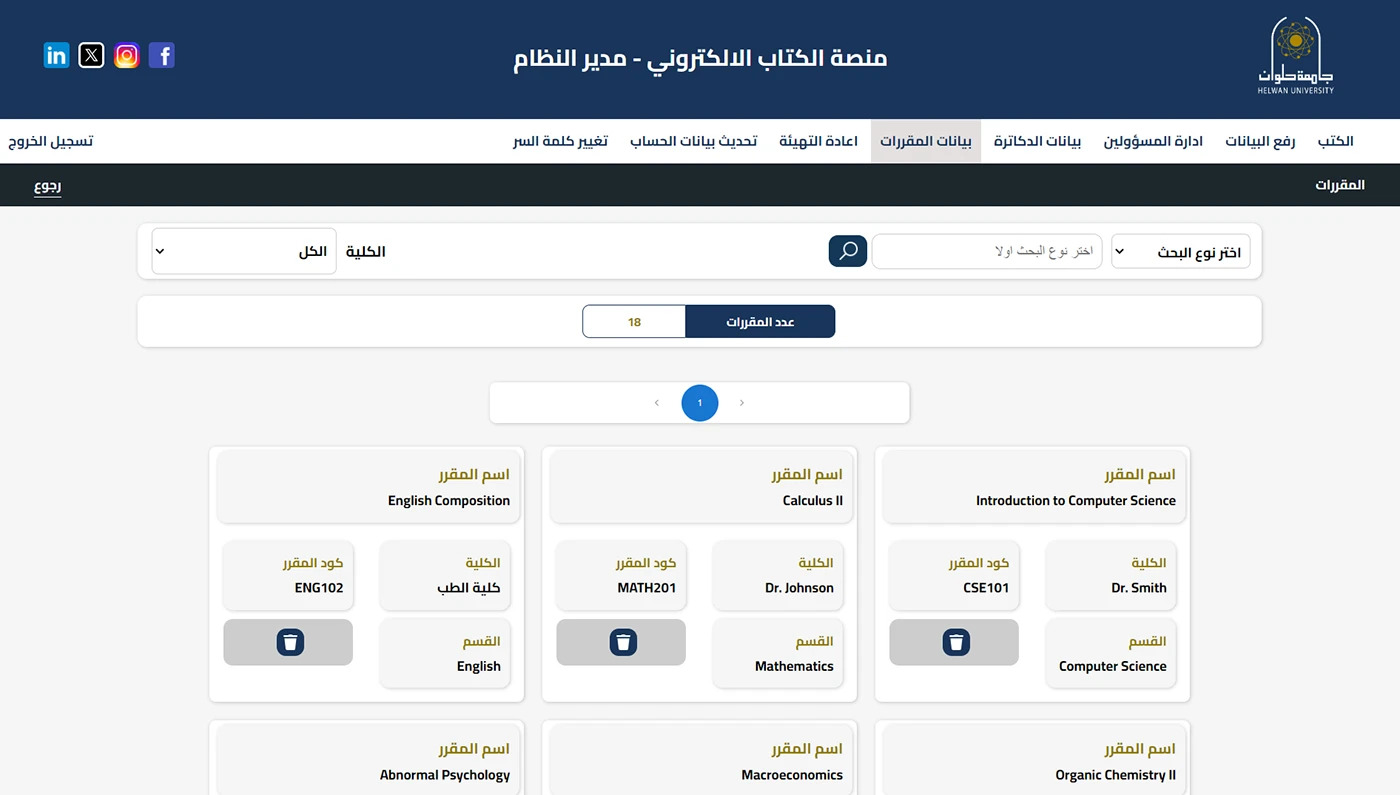 جامعة حلوان
HELWAN UNIVERSITY
منصة الكتاب الالكتروني - مدير النظام
in X f
الكتب
رفع البيانات
ادارة المسؤولين
بيانات الدكاترة
بيانات المقررات
اعادة التهيئة
تحديث بيانات الحساب
تغيير كلمة السر
تسجيل الخروج
المقررات
رجوع
اختر نوع البحث
اختر نوع البحث اولا
الكلية
الكل
عدد المقررات
18
1
اسم المقرر
Introduction to Computer Science
الكلية
Dr. Smith
كود المقرر
CSE101
القسم
Computer Science
اسم المقرر
Calculus II
الكلية
Dr. Johnson
كود المقرر
MATH201
القسم
Mathematics
اسم المقرر
English Composition
الكلية
كلية الطب
كود المقرر
ENG102
القسم
English
اسم المقرر
Organic Chemistry II
اسم المقرر
Macroeconomics
اسم المقرر
Abnormal Psychology